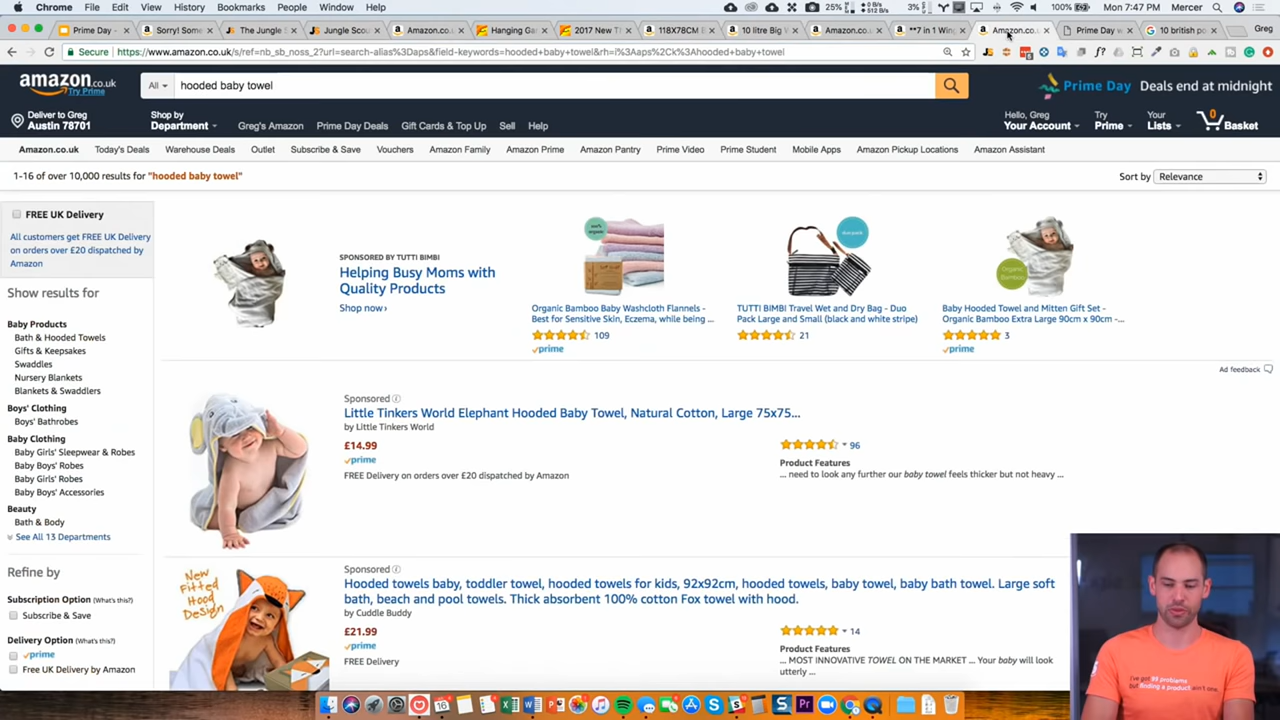 Chrome File Edit View History Bookmarks People Window Help
25% 0 B/s 512 B/s 3% 100% Mon 7:47 PM Mercer
Prime Day - Sorry! Some The Jungle S Jungle Scou Amazon.co.u Hanging Ga 2017 New T 118X78CM E 10 litre Big V Amazon.co.u **7 in 1 Wing Amazon.co.u Prime Day w 10 british po Greg
Secure https://www.amazon.co.uk/s/ref=nb_sb_noss_2?url=search-alias%3Daps&field-keywords=hooded+baby+towel&rh=i%3Aaps%2Ck%3Ahooded+baby+towel
amazon.co.uk
Try Prime
All hooded baby towel
Prime Day Deals end at midnight
Deliver to Greg
Austin 78701
Shop by
Department
Greg's Amazon Prime Day Deals Gift Cards & Top Up Sell Help
Hello, Greg
Your Account
Try
Prime
Your
Lists
0
Basket
Amazon.co.uk Today's Deals Warehouse Deals Outlet Subscribe & Save Vouchers Amazon Family Amazon Prime Amazon Pantry Prime Video Prime Student Mobile Apps Amazon Pickup Locations Amazon Assistant
1-16 of over 10,000 results for "hooded baby towel"
Sort by Relevance
FREE UK Delivery
All customers get FREE UK Delivery
on orders over £20 dispatched by
Amazon
Show results for
Baby Products
Bath & Hooded Towels
Gifts & Keepsakes
Swaddles
Nursery Blankets
Blankets & Swaddlers
Boys' Clothing
Boys' Bathrobes
Baby Clothing
Baby Girls' Sleepwear & Robes
Baby Boys' Robes
Baby Girls' Robes
Baby Boys' Accessories
Beauty
Bath & Body
See All 13 Departments
Refine by
Subscription Option (What's this?)
Subscribe & Save
Delivery Option (What's this?)
prime
Free UK Delivery by Amazon
SPONSORED BY TUTTI BIMBI
Helping Busy Moms with
Quality Products
Shop now›
Organic Bamboo Baby Washcloth Flannels -
Best for Sensitive Skin, Eczema, while being ...
109
prime
TUTTI BIMBI Travel Wet and Dry Bag - Duo
Pack Large and Small (black and white stripe)
21
Organic
Bamboo
Baby Hooded Towel and Mitten Gift Set -
Organic Bamboo Extra Large 90cm x 90cm -...
3
prime
Ad feedback
Sponsored
Little Tinkers World Elephant Hooded Baby Towel, Natural Cotton, Large 75x75...
by Little Tinkers World
£14.99
prime
FREE Delivery on orders over £20 dispatched by Amazon
96
Product Features
... need to look any further our baby towel feels thicker but not heavy ...
New
Fitted
Hood
Design
Sponsored
Hooded towels baby, toddler towel, hooded towels for kids, 92x92cm, hooded towels, baby towel, baby bath towel. Large soft
bath, beach and pool towels. Thick absorbent 100% cotton Fox towel with hood.
by Cuddle Buddy
£21.99
prime
FREE Delivery
14
Product Features
... MOST INNOVATIVE TOWEL ON THE MARKET ... Your baby will look
utterly ...
I've got 99 problems
but finding a product ain't one.